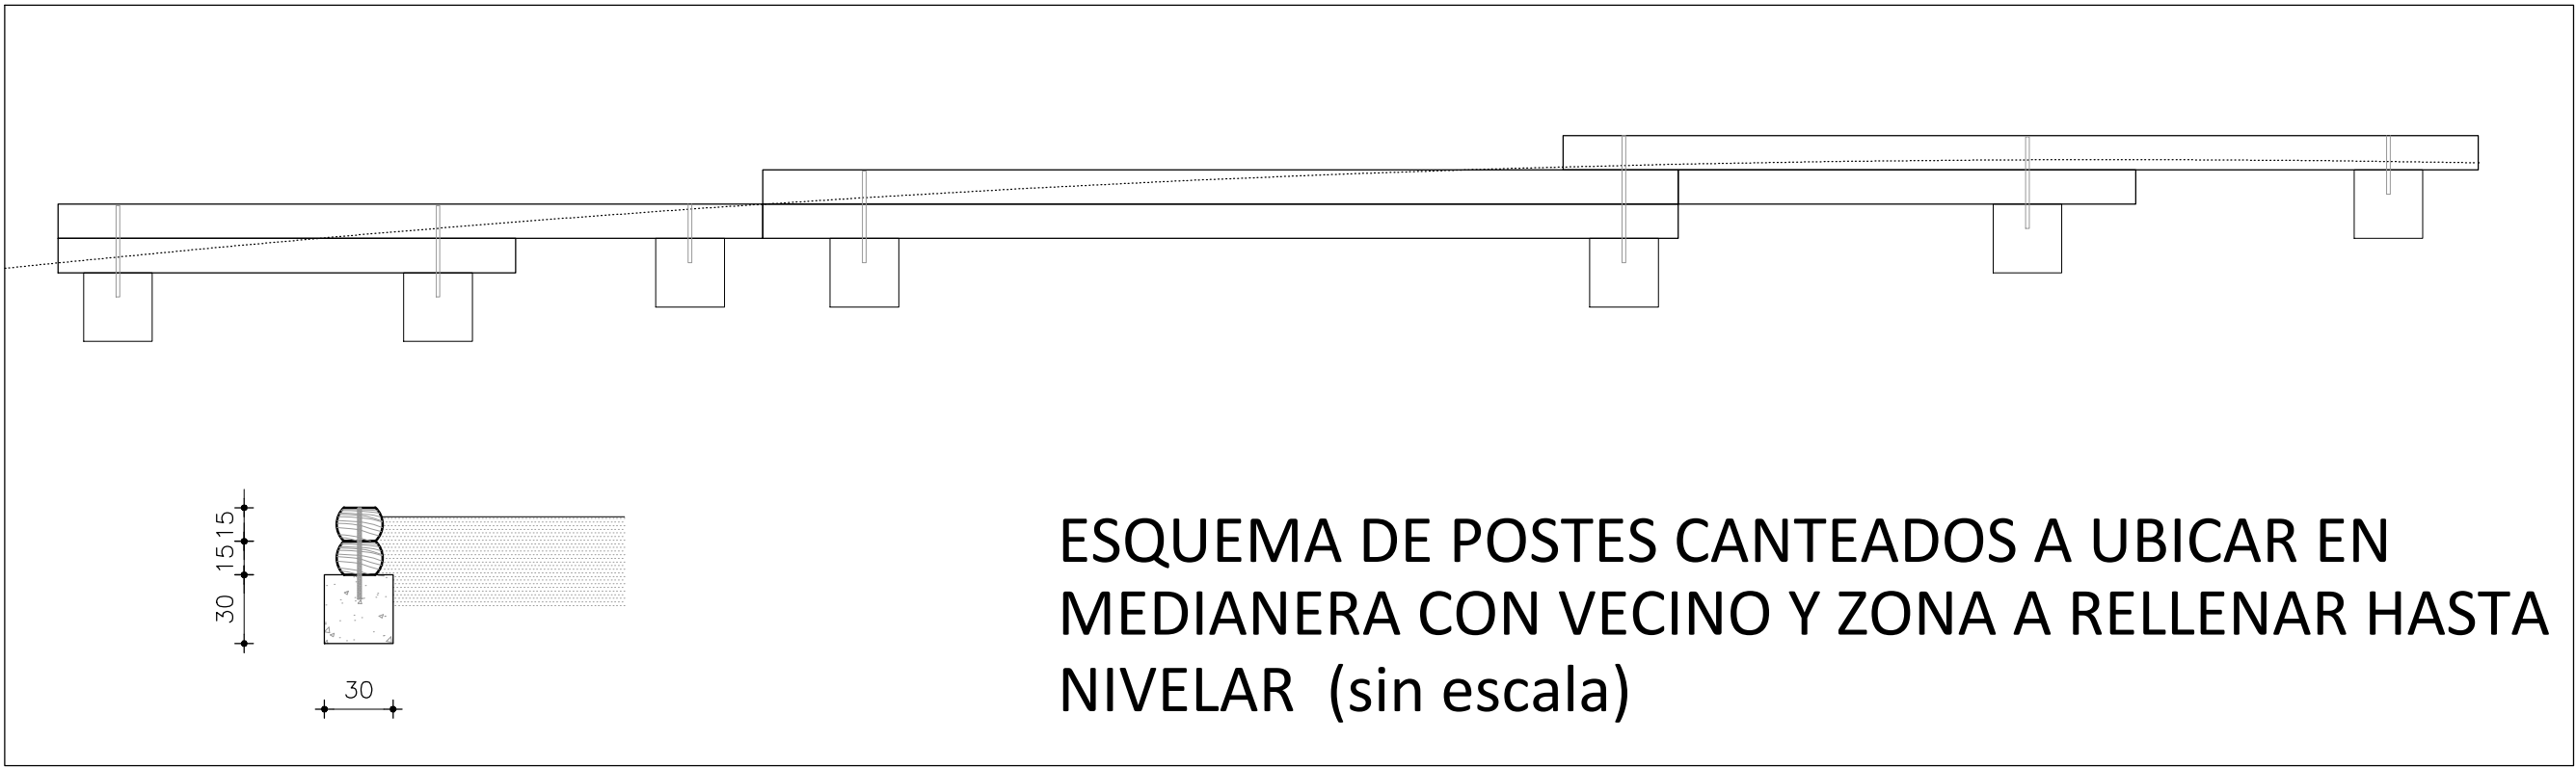 15
15
30
30
ESQUEMA DE POSTES CANTEADOS A UBICAR EN
MEDIANERA CON VECINO Y ZONA A RELLENAR HASTA
NIVELAR (sin escala)